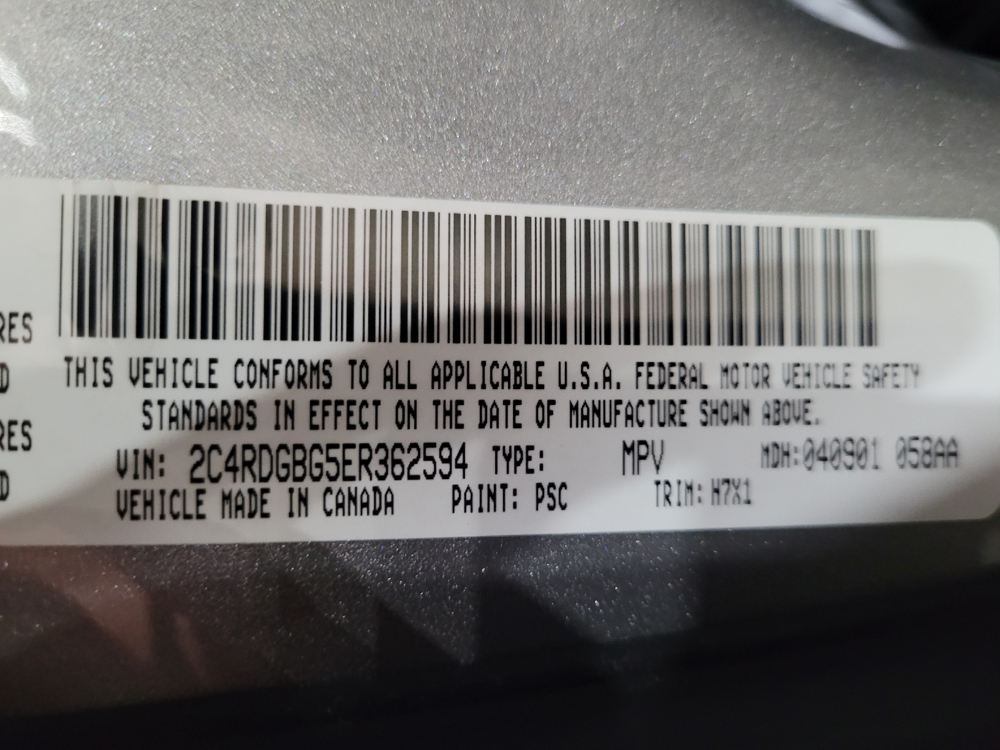 RES
D
RES
D
THIS VEHICLE CONFORMS TO ALL APPLICABLE U.S.A. FEDERAL MOTOR VEHICLE SAFETY
STANDARDS IN EFFECT ON THE DATE OF MANUFACTURE SHOWN ABOVE.
VIN: 2C4RDGBG5ER362594 TYPE: MPV MDH:040901 058AA
VEHICLE MADE IN CANADA PAINT: PSC TRIM: H7X1